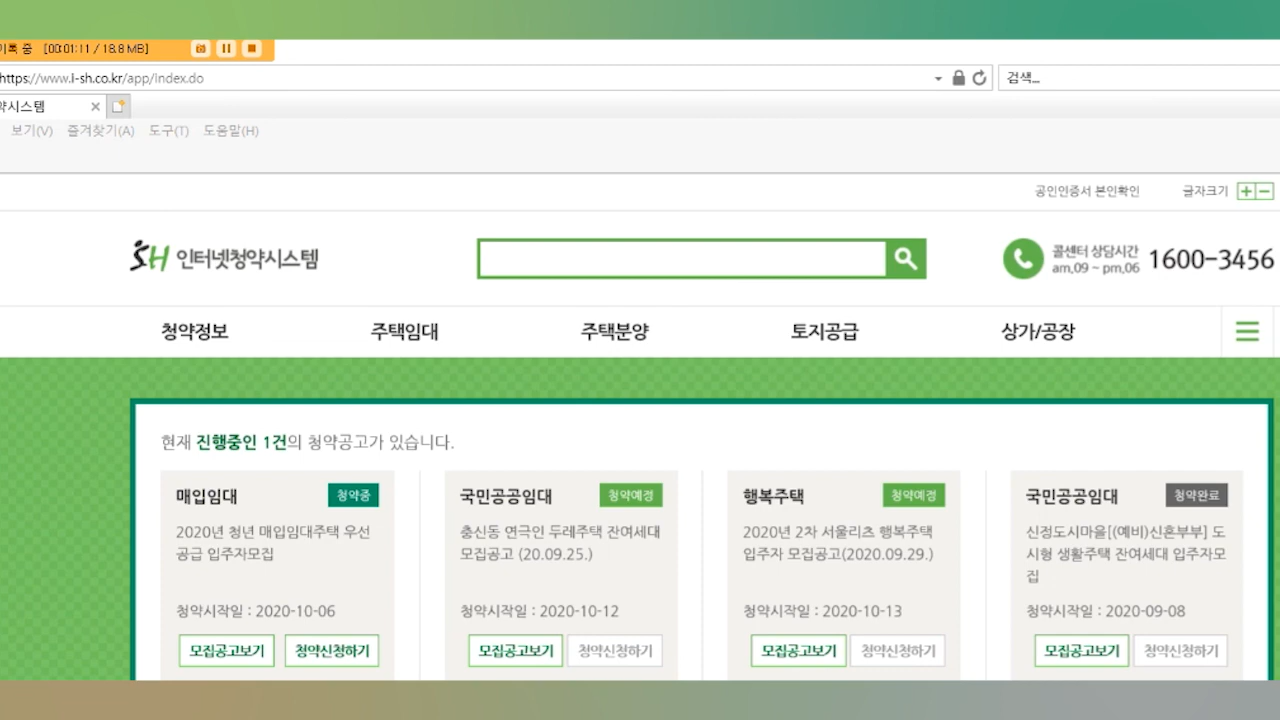 기록 중 [00:01:11 / 18.8 MB]
https://www.i-sh.co.kr/app/index.do
검색...
약시스템
보기(V) 즐겨찾기(A) 도구(T) 도움말(H)
공인인증서 본인확인 글자크기
SH 인터넷청약시스템
콜센터 상담시간
am.09 ~ pm.06
1600-3456
청약정보 주택임대 주택분양 토지공급 상가/공장
현재 진행중인 1건의 청약공고가 있습니다.
매입임대 청약중
2020년 청년 매입임대주택 우선
공급 입주자모집
청약시작일 : 2020-10-06
모집공고보기 청약신청하기
국민공공임대 청약예정
충신동 연극인 두레주택 잔여세대
모집공고 (20.09.25.)
청약시작일 : 2020-10-12
모집공고보기 청약신청하기
행복주택 청약예정
2020년 2차 서울리츠 행복주택
입주자 모집공고(2020.09.29.)
청약시작일 : 2020-10-13
모집공고보기 청약신청하기
국민공공임대 청약완료
신정도시마을[(예비)신혼부부] 도
시형 생활주택 잔여세대 입주자모
집
청약시작일 : 2020-09-08
모집공고보기 청약신청하기